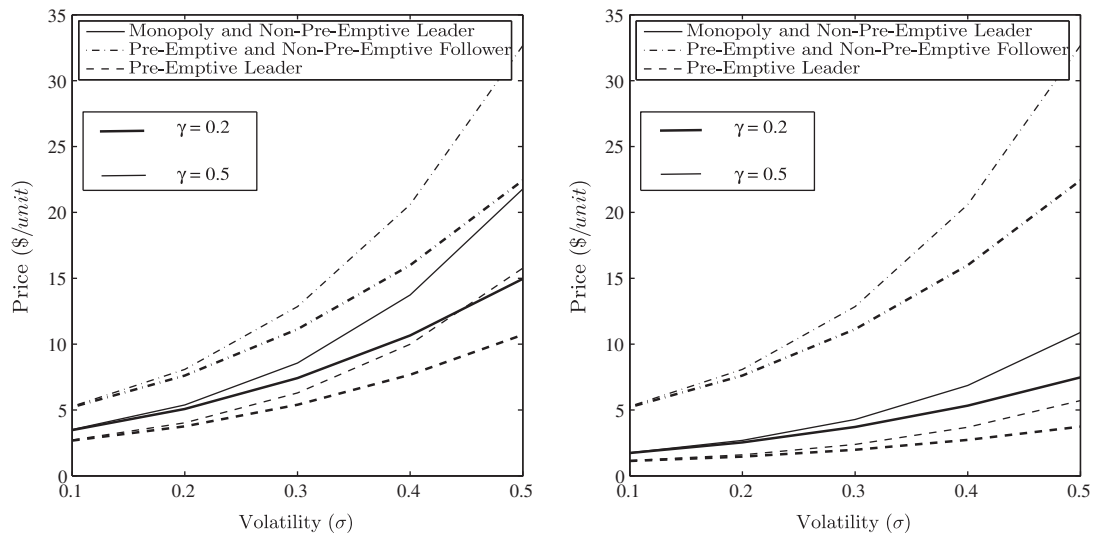 35
30
25
20
15
10
5
0
Price ($/unit)
Monopoly and Non-Pre-Emptive Leader
Pre-Emptive and Non-Pre-Emptive Follower
Pre-Emptive Leader
γ = 0.2
γ = 0.5
0.1 0.2 0.3 0.4 0.5
Volatility (σ)
35
30
25
20
15
10
5
0
Price ($/unit)
Monopoly and Non-Pre-Emptive Leader
Pre-Emptive and Non-Pre-Emptive Follower
Pre-Emptive Leader
γ = 0.2
γ = 0.5
0.1 0.2 0.3 0.4 0.5
Volatility (σ)